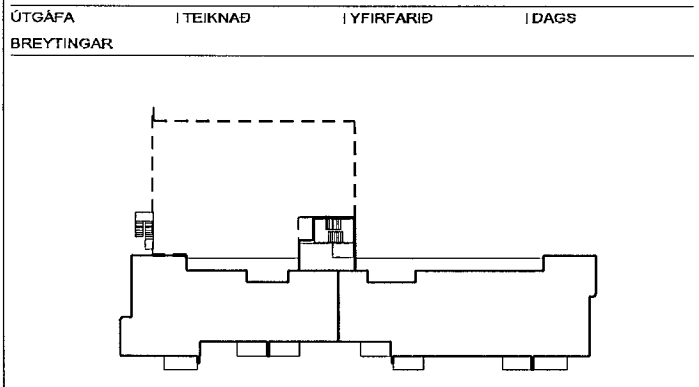 ÚTGÁFA | TEIKNAÐ | YFIRFARIÐ | DAGS
BREYTINGAR